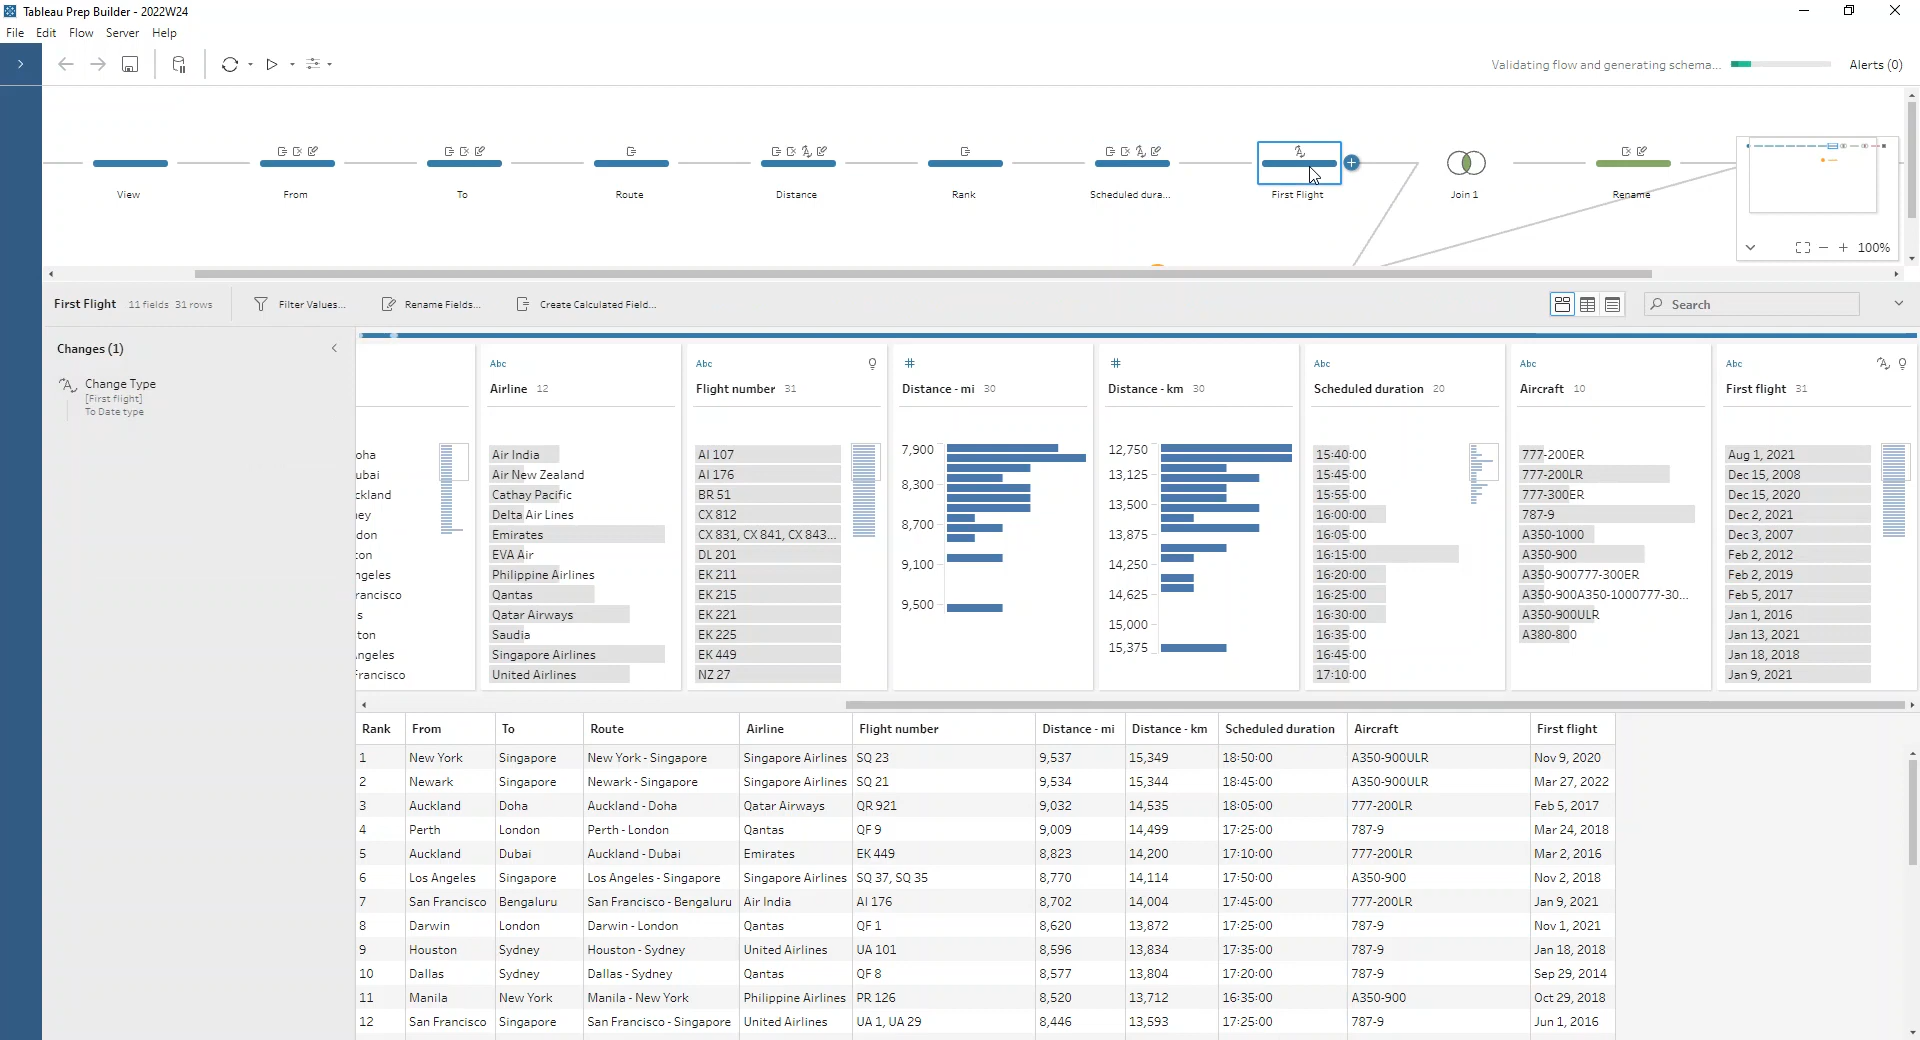 Tableau Prep Builder - 2022W24
File Edit Flow Server Help
Validating flow and generating schema... Alerts (0)
View From To Route Distance Rank Scheduled dura... First Flight Join 1 Rename
100%
First Flight 11 fields 31 rows Filter Values... Rename Fields... Create Calculated Field... Search
Changes (1)
Change Type
[First flight]
To Date type
Abc Abc # # Abc Abc Abc
Airline 12 Flight number 31 Distance - mi 30 Distance - km 30 Scheduled duration 20 Aircraft 10 First flight 31
oha
ubai
ckland
ney
don
on
ngeles
rancisco
s
ton
ngeles
Francisco
Air India
Air New Zealand
Cathay Pacific
Delta Air Lines
Emirates
EVA Air
Philippine Airlines
Qantas
Qatar Airways
Saudia
Singapore Airlines
United Airlines
AI 107
AI 176
BR 51
CX 812
CX 831, CX 841, CX 843...
DL 201
EK 211
EK 215
EK 221
EK 225
EK 449
NZ 27
7,900
8,300
8,700
9,100
9,500
12,750
13,125
13,500
13,875
14,250
14,625
15,000
15,375
15:40:00
15:45:00
15:55:00
16:00:00
16:05:00
16:15:00
16:20:00
16:25:00
16:30:00
16:35:00
16:45:00
17:10:00
777-200ER
777-200LR
777-300ER
787-9
A350-1000
A350-900
A350-900777-300ER
A350-900A350-1000777-30...
A350-900ULR
A380-800
Aug 1, 2021
Dec 15, 2008
Dec 15, 2020
Dec 2, 2021
Dec 3, 2007
Feb 2, 2012
Feb 2, 2019
Feb 5, 2017
Jan 1, 2016
Jan 13, 2021
Jan 18, 2018
Jan 9, 2021
Rank From To Route Airline Flight number Distance - mi Distance - km Scheduled duration Aircraft First flight
1 New York Singapore New York - Singapore Singapore Airlines SQ 23 9,537 15,349 18:50:00 A350-900ULR Nov 9, 2020
2 Newark Singapore Newark - Singapore Singapore Airlines SQ 21 9,534 15,344 18:45:00 A350-900ULR Mar 27, 2022
3 Auckland Doha Auckland - Doha Qatar Airways QR 921 9,032 14,535 18:05:00 777-200LR Feb 5, 2017
4 Perth London Perth - London Qantas QF 9 9,009 14,499 17:25:00 787-9 Mar 24, 2018
5 Auckland Dubai Auckland - Dubai Emirates EK 449 8,823 14,200 17:10:00 777-200LR Mar 2, 2016
6 Los Angeles Singapore Los Angeles - Singapore Singapore Airlines SQ 37, SQ 35 8,770 14,114 17:50:00 A350-900 Nov 2, 2018
7 San Francisco Bengaluru San Francisco - Bengaluru Air India AI 176 8,702 14,004 17:45:00 777-200LR Jan 9, 2021
8 Darwin London Darwin - London Qantas QF 1 8,620 13,872 17:25:00 787-9 Nov 1, 2021
9 Houston Sydney Houston - Sydney United Airlines UA 101 8,596 13,834 17:35:00 787-9 Jan 18, 2018
10 Dallas Sydney Dallas - Sydney Qantas QF 8 8,577 13,804 17:20:00 787-9 Sep 29, 2014
11 Manila New York Manila - New York Philippine Airlines PR 126 8,520 13,712 16:35:00 A350-900 Oct 29, 2018
12 San Francisco Singapore San Francisco - Singapore United Airlines UA 1, UA 29 8,446 13,593 17:25:00 787-9 Jun 1, 2016